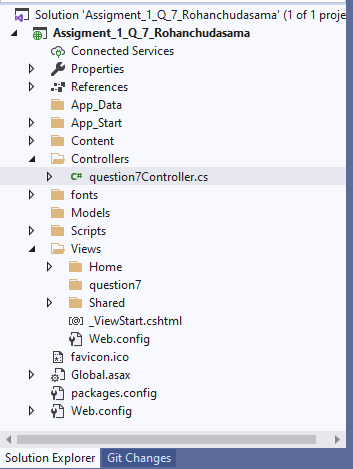 Solution 'Assigment_1_Q_7_Rohanchudasama' (1 of 1 proje
Assigment_1_Q_7_Rohanchudasama
Connected Services
Properties
References
App_Data
App_Start
Content
Controllers
C# question7Controller.cs
fonts
Models
Scripts
Views
Home
question7
Shared
[@] _ViewStart.cshtml
Web.config
favicon.ico
Global.asax
packages.config
Web.config
Solution Explorer Git Changes